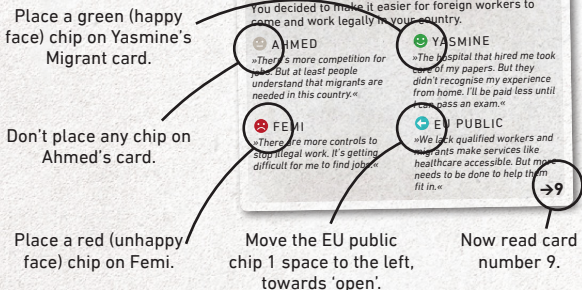 You decided to make it easier for foreign workers to
come and work legally in your country.
Place a green (happy
face) chip on Yasmine's
Migrant card.
AHMED
»There's more competition for
jobs. But at least people
understand that migrants are
needed in this country.«
YASMINE
»The hospital that hired me took
care of my papers. But they
didn't recognise my experience
from home. I'll be paid less until
I can pass an exam.«
Don't place any chip on
Ahmed's card.
FEMI
»There are more controls to
stop illegal work. It's getting
difficult for me to find jobs.«
EU PUBLIC
»We lack qualified workers and
migrants make services like
healthcare accessible. But more
needs to be done to help them
fit in.«
→9
Place a red (unhappy
face) chip on Femi.
Move the EU public
chip 1 space to the left,
towards 'open'.
Now read card
number 9.